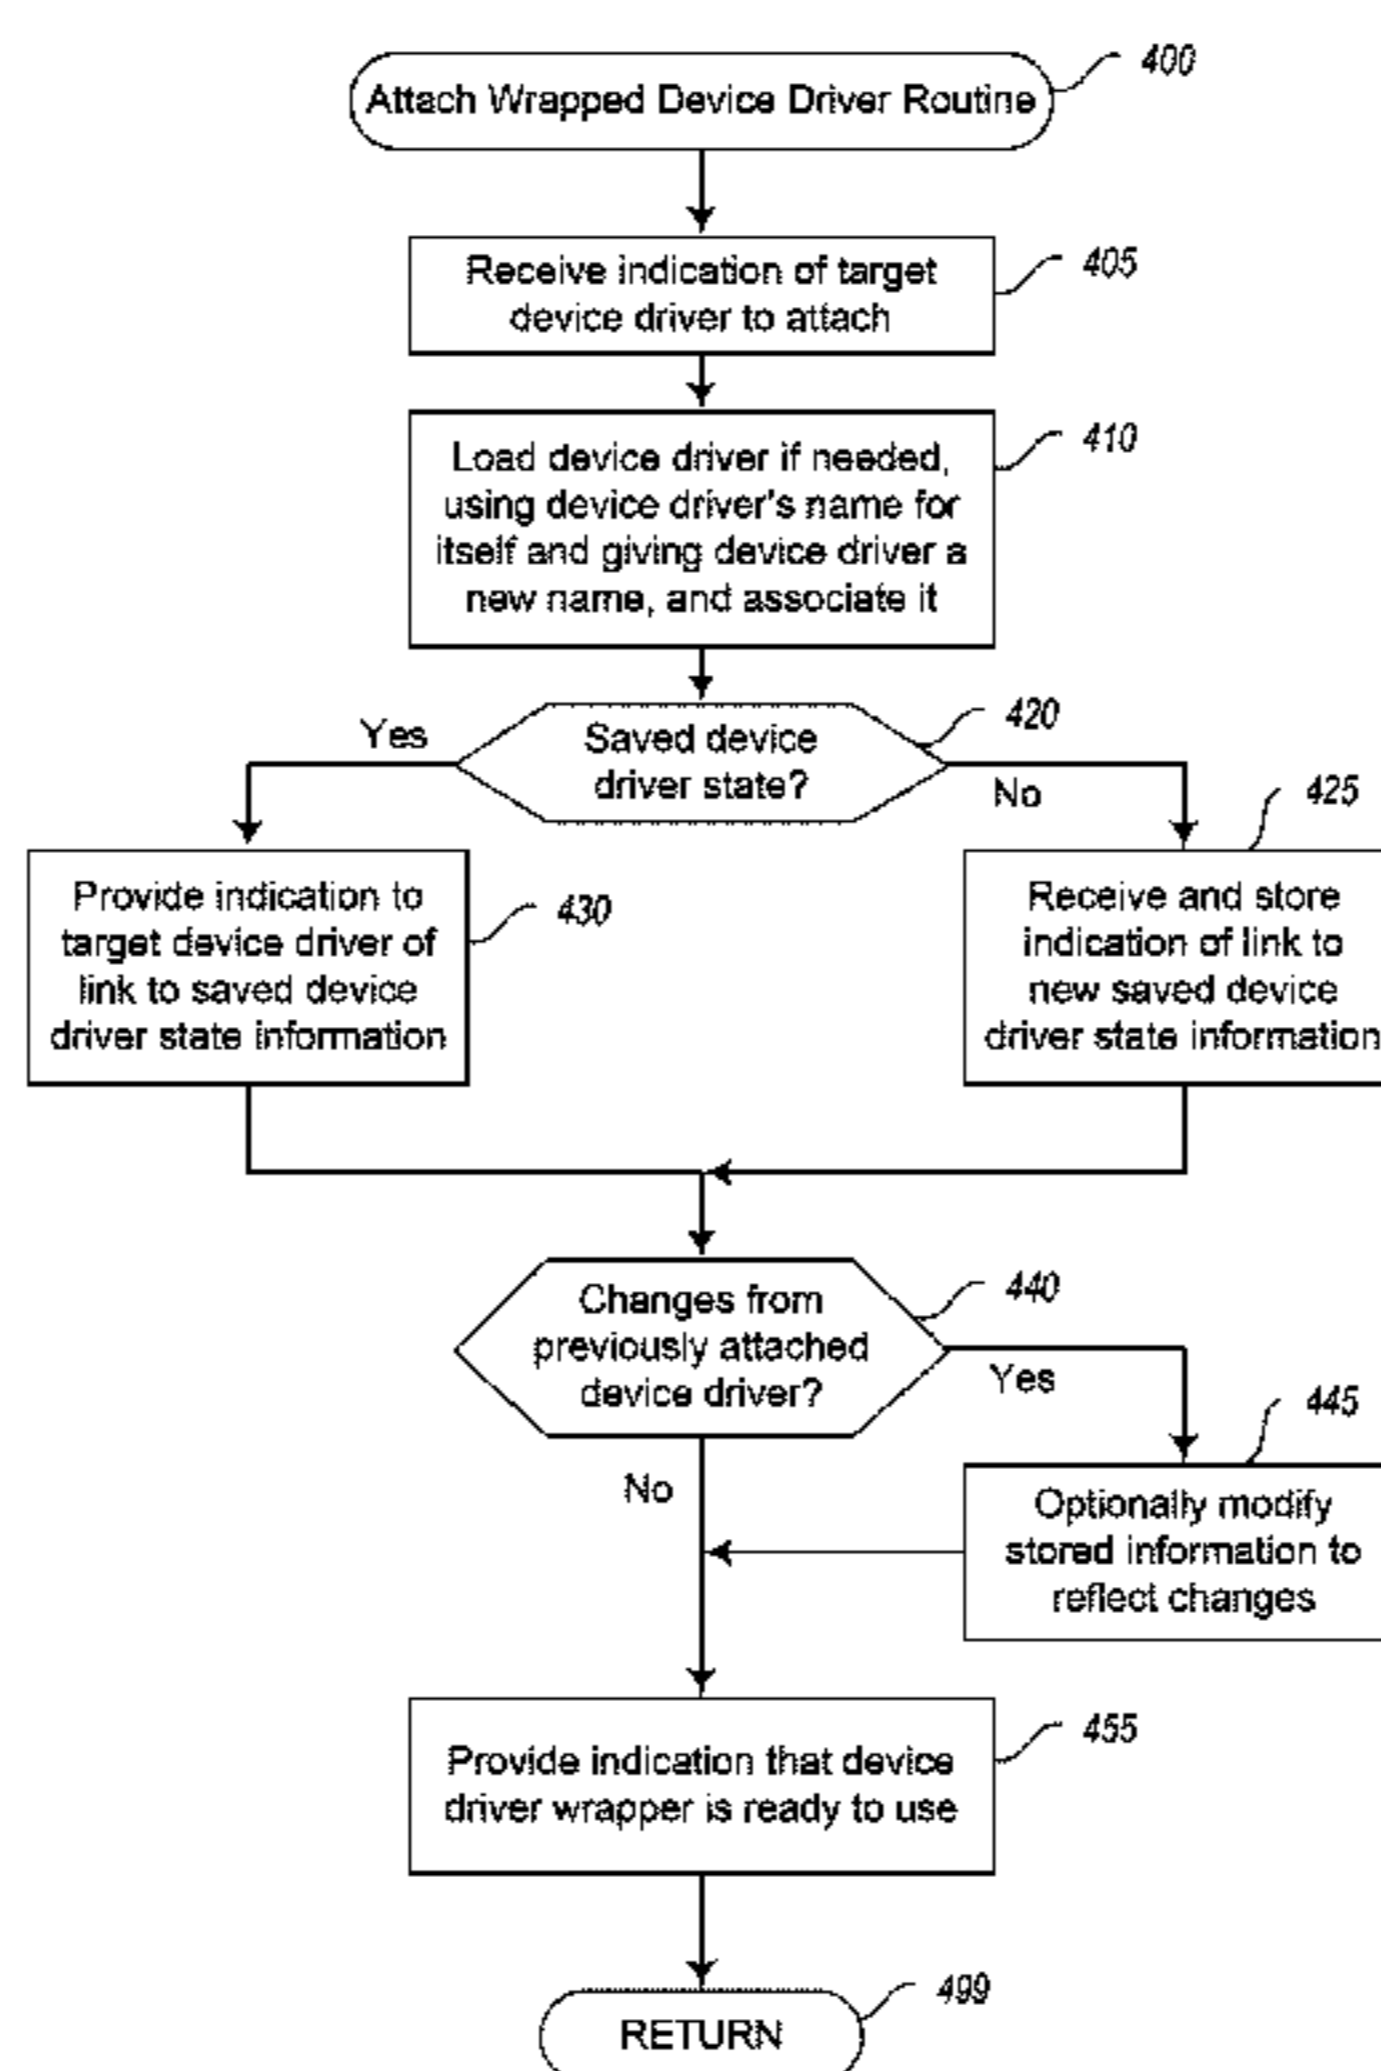 400
Attach Wrapped Device Driver Routine
405
Receive indication of target
device driver to attach
410
Load device driver if needed,
using device driver's name for
itself and giving device driver a
new name, and associate it
420
Saved device
driver state?
Yes
No
425
Provide indication to
target device driver of
link to saved device
driver state information
430
Receive and store
indication of link to
new saved device
driver state information
440
Changes from
previously attached
device driver?
Yes
No
445
Optionally modify
stored information to
reflect changes
455
Provide indication that device
driver wrapper is ready to use
499
RETURN